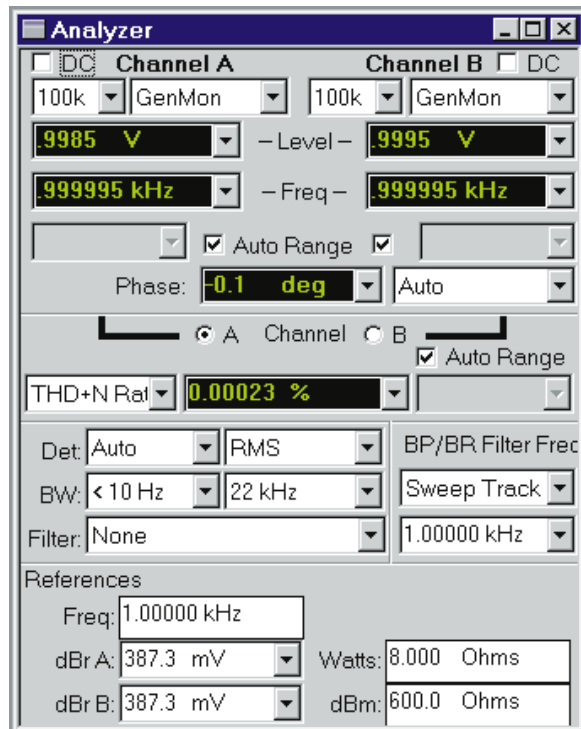 Analyzer
DC Channel A Channel B DC
100k GenMon 100k GenMon
.9985 V – Level – .9995 V
.999995 kHz – Freq – .999995 kHz
Auto Range
Phase: -0.1 deg Auto
A Channel B
Auto Range
THD+N Rat 0.00023 %
Det: Auto RMS BP/BR Filter Freq
BW: < 10 Hz 22 kHz Sweep Track
Filter: None 1.00000 kHz
References
Freq: 1.00000 kHz
dBr A: 387.3 mV Watts: 8.000 Ohms
dBr B: 387.3 mV dBm: 600.0 Ohms